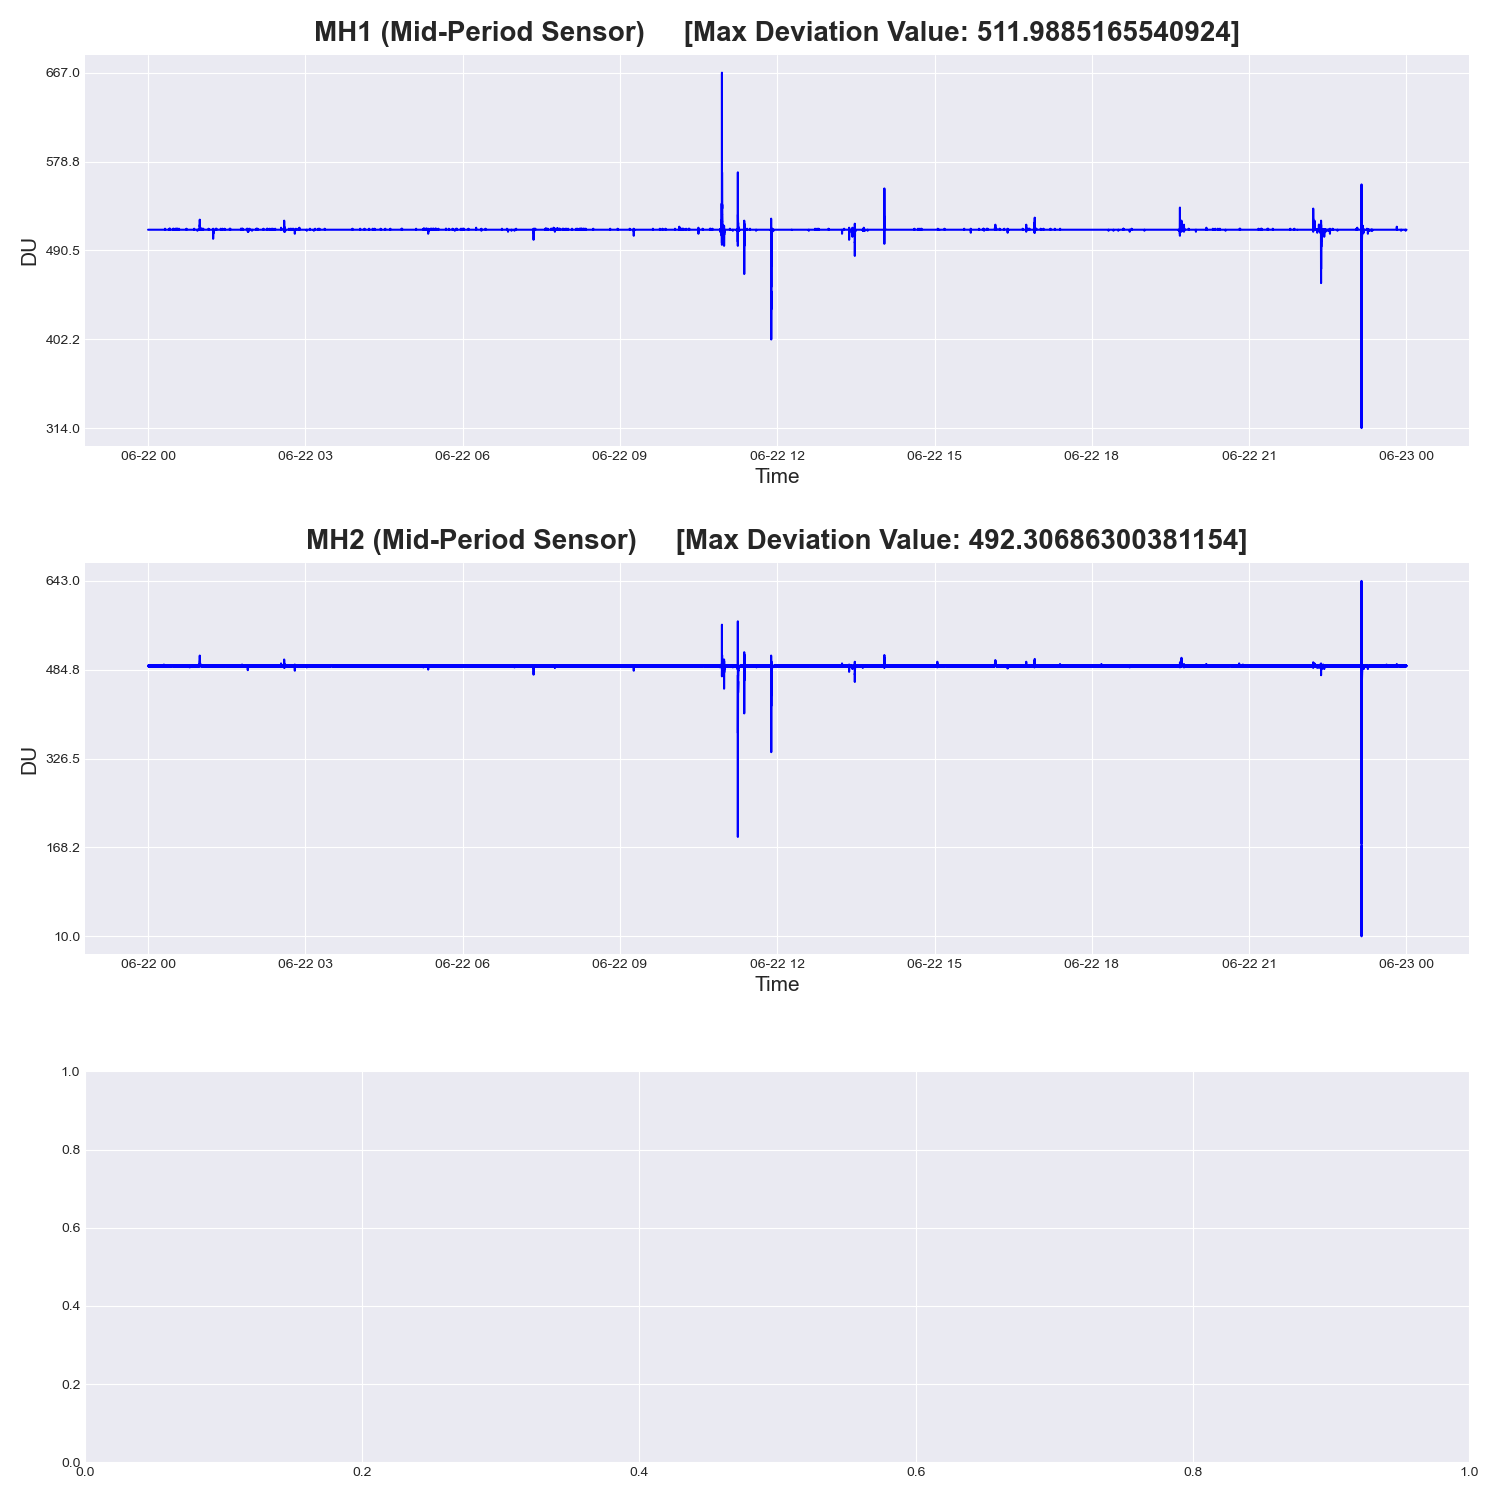 MH1 (Mid-Period Sensor) [Max Deviation Value: 511.9885165540924]
667.0
578.8
490.5
402.2
314.0
DU
06-22 00 06-22 03 06-22 06 06-22 09 06-22 12 06-22 15 06-22 18 06-22 21 06-23 00
Time
MH2 (Mid-Period Sensor) [Max Deviation Value: 492.30686300381154]
643.0
484.8
326.5
168.2
10.0
DU
06-22 00 06-22 03 06-22 06 06-22 09 06-22 12 06-22 15 06-22 18 06-22 21 06-23 00
Time
1.0
0.8
0.6
0.4
0.2
0.0
0.0 0.2 0.4 0.6 0.8 1.0